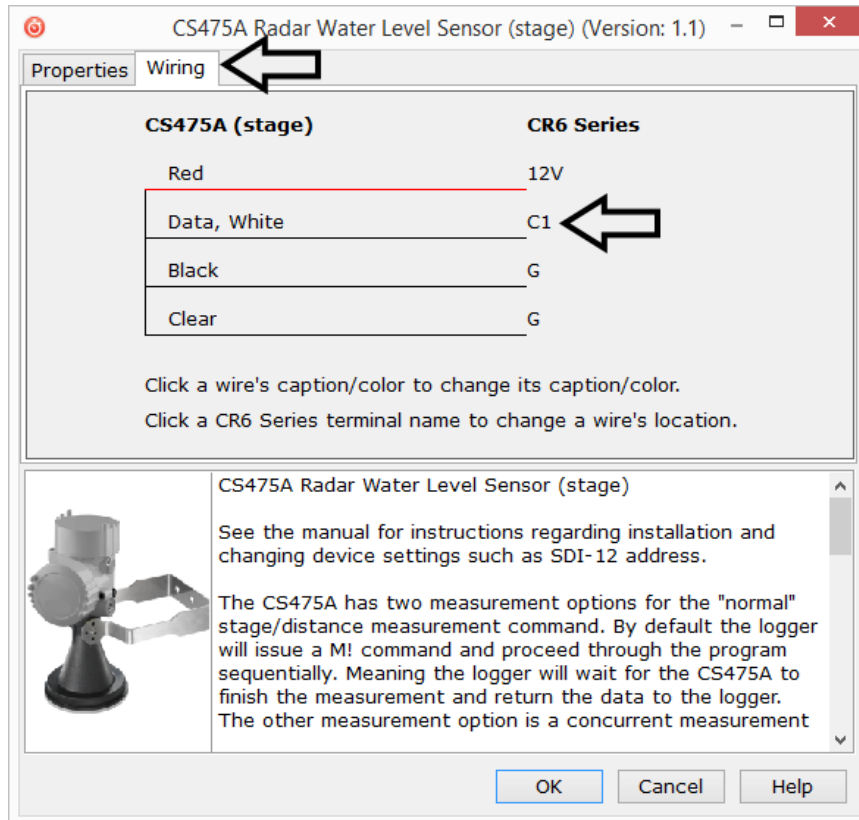 CS475A Radar Water Level Sensor (stage) (Version: 1.1)
Properties Wiring
CS475A (stage) CR6 Series
Red 12V
Data, White C1
Black G
Clear G
Click a wire's caption/color to change its caption/color.
Click a CR6 Series terminal name to change a wire's location.
CS475A Radar Water Level Sensor (stage)
See the manual for instructions regarding installation and
changing device settings such as SDI-12 address.
The CS475A has two measurement options for the "normal"
stage/distance measurement command. By default the logger
will issue a M! command and proceed through the program
sequentially. Meaning the logger will wait for the CS475A to
finish the measurement and return the data to the logger.
The other measurement option is a concurrent measurement
OK Cancel Help